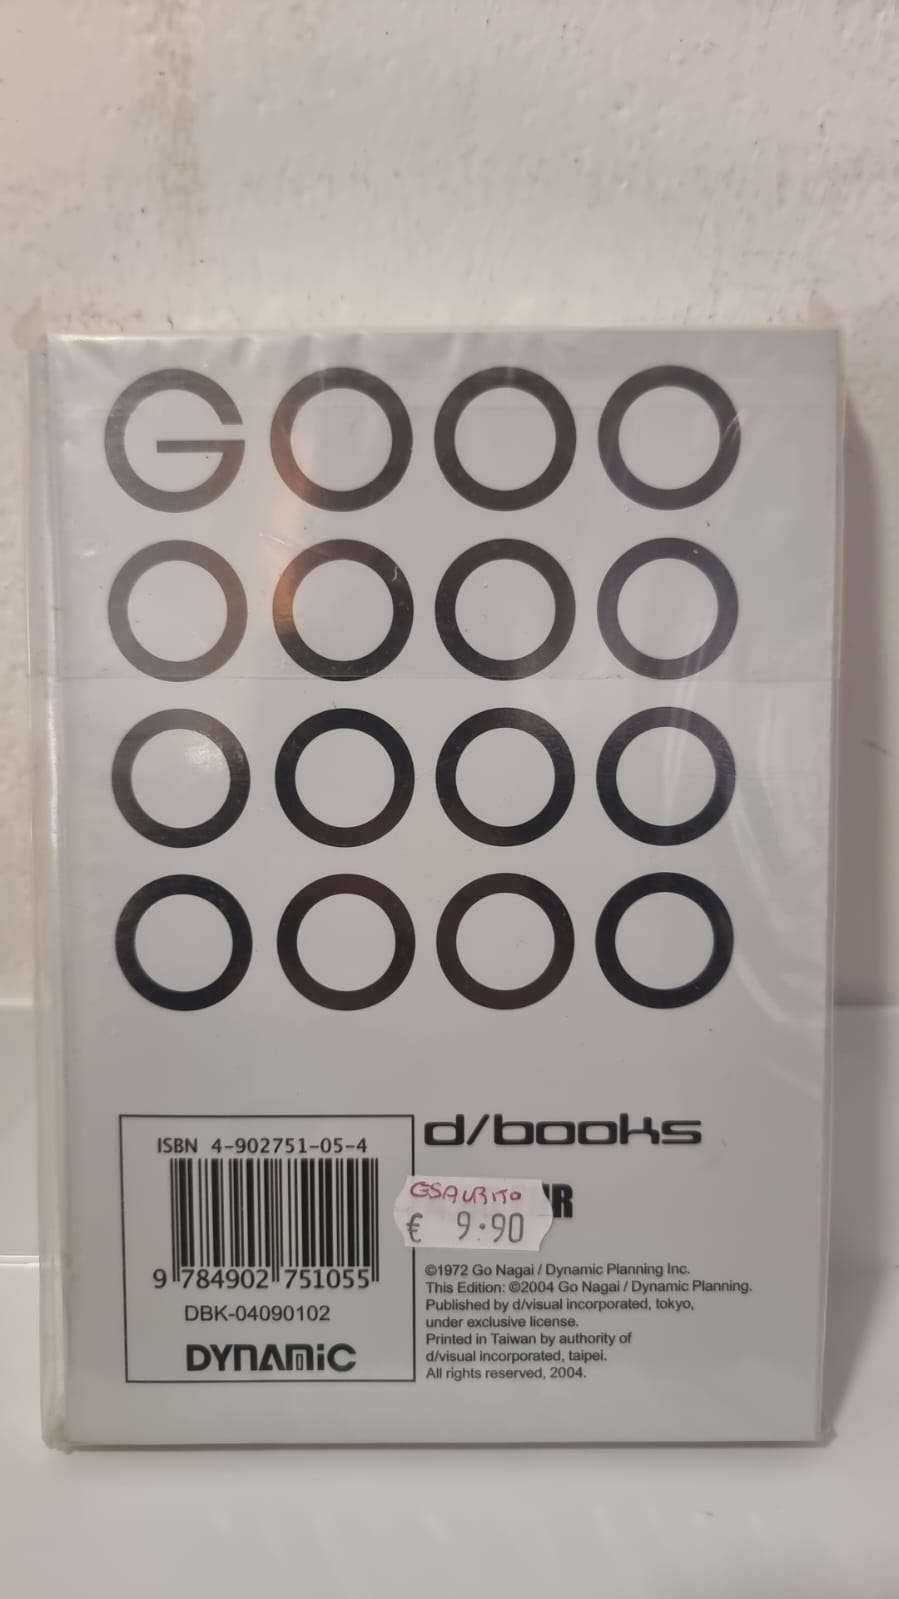 GOOO
OOOO
OOOO
OOOO
ISBN 4-902751-05-4
9 784902 751055
DBK-04090102
DYNAMiC
d/books
ESAURITO
€ 9.90
©1972 Go Nagai / Dynamic Planning Inc.
This Edition: ©2004 Go Nagai / Dynamic Planning.
Published by d/visual incorporated, tokyo,
under exclusive license.
Printed in Taiwan by authority of
d/visual incorporated, taipei.
All rights reserved, 2004.